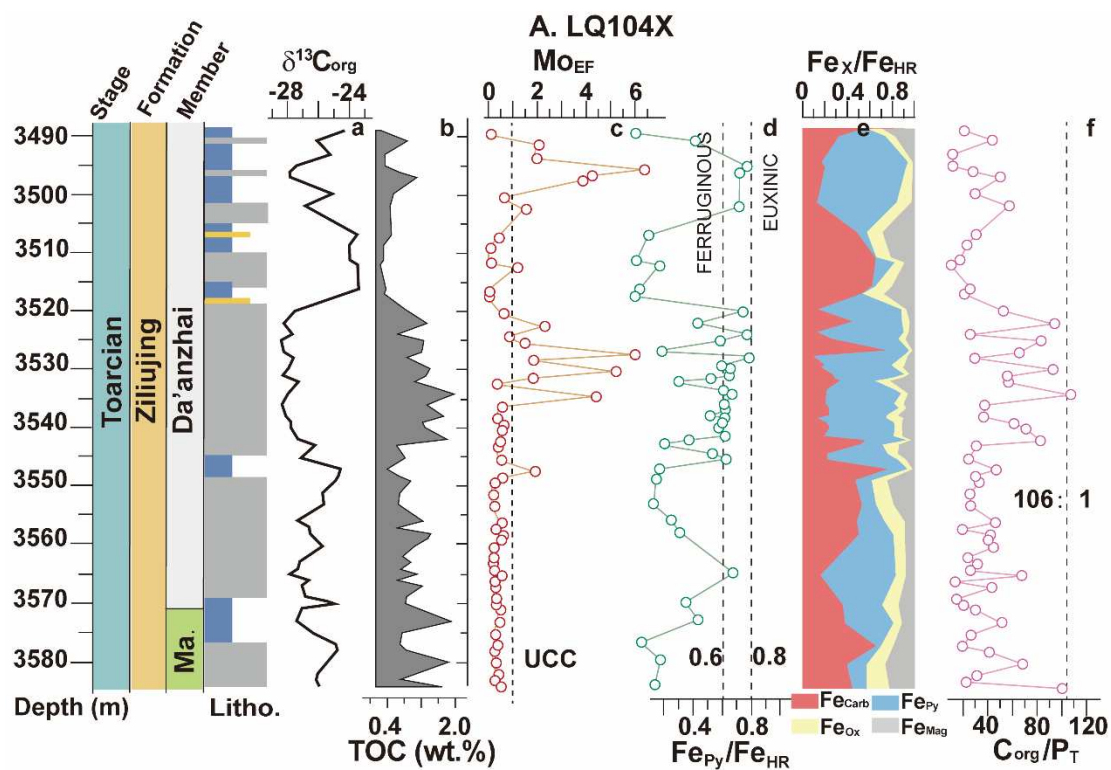 A. LQ104X
Stage
Formation
Member
δ13Corg
-28 -24
MoEF
0 2 4 6
FeX/FeHR
0 0.4 0.8
a
b
c
d
e
f
3490
3500
3510
3520
3530
3540
3550
3560
3570
3580
Toarcian
Ziliujing
Da'anzhai
Ma.
FERRUGINOUS
EUXINIC
106: 1
UCC
0.6
0.8
Depth (m)
Litho.
0.4 2.0
TOC (wt.%)
0.4 0.8
FePy/FeHR
FeCarb
FePy
FeOx
FeMag
40 80 120
Corg/PT